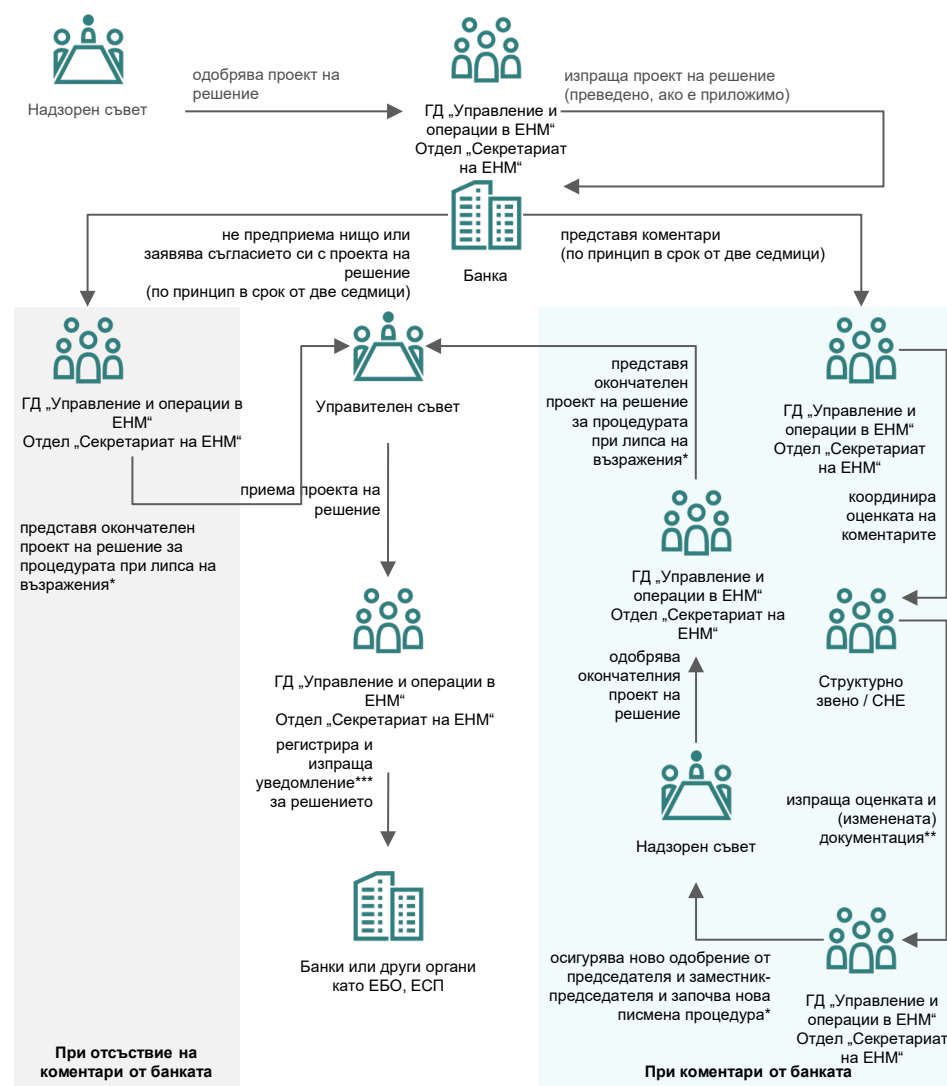 Надзорен съвет
одобрява проект на
решение
ГД „Управление и
операции в ЕНМ“
Отдел „Секретариат
на ЕНМ“
изпраща проект на решение
(преведено, ако е приложимо)
Банка
не предприема нищо или
заявява съгласието си с проекта на
решение
(по принцип в срок от две седмици)
представя коментари
(по принцип в срок от две седмици)
ГД „Управление и операции в
ЕНМ“
Отдел „Секретариат на ЕНМ“
представя окончателен
проект на решение за
процедурата при липса на
възражения*
Управителен съвет
приема проекта на
решение
ГД „Управление и операции в
ЕНМ“
Отдел „Секретариат на ЕНМ“
регистрира и
изпраща
уведомление***
за решението
Банки или други органи
като ЕБО, ЕСП
ГД „Управление и
операции в ЕНМ“
Отдел „Секретариат
на ЕНМ“
координира
оценката на
коментарите
Структурно
звено / СНЕ
изпраща оценката и
(изменената)
документация**
ГД „Управление и
операции в ЕНМ“
Отдел „Секретариат
на ЕНМ“
осигурява ново одобрение от
председателя и заместник-
председателя и започва нова
писмена процедура*
Надзорен съвет
одобрява
окончателния
проект на
решение
ГД „Управление и
операции в ЕНМ“
Отдел „Секретариат на
ЕНМ“
представя
окончателен
проект на решение
за процедурата
при липса на
възражения*
При отсъствие на
коментари от банката
При коментари от банката